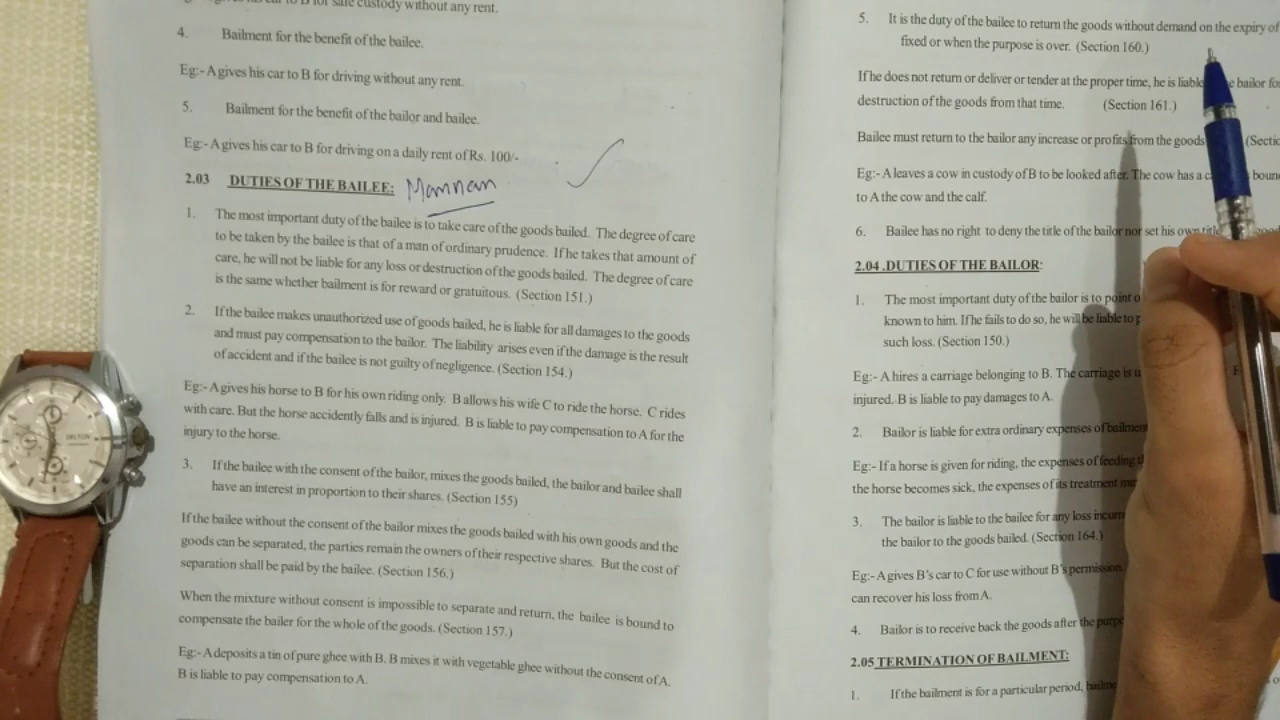 to B for safe custody without any rent.
4. Bailment for the benefit of the bailee.
Eg:- A gives his car to B for driving without any rent.
5. Bailment for the benefit of the bailor and bailee.
Eg:- A gives his car to B for driving on a daily rent of Rs. 100/-
2.03 DUTIES OF THE BAILEE: Mannan
1. The most important duty of the bailee is to take care of the goods bailed. The degree of care
to be taken by the bailee is that of a man of ordinary prudence. If he takes that amount of
care, he will not be liable for any loss or destruction of the goods bailed. The degree of care
is the same whether bailment is for reward or gratuitous. (Section 151.)
2. If the bailee makes unauthorized use of goods bailed, he is liable for all damages to the goods
and must pay compensation to the bailor. The liability arises even if the damage is the result
of accident and if the bailee is not guilty of negligence. (Section 154.)
Eg:- A gives his horse to B for his own riding only. B allows his wife C to ride the horse. C rides
with care. But the horse accidently falls and is injured. B is liable to pay compensation to A for the
injury to the horse.
3. If the bailee with the consent of the bailor, mixes the goods bailed, the bailor and bailee shall
have an interest in proportion to their shares. (Section 155)
If the bailee without the consent of the bailor mixes the goods bailed with his own goods and the
goods can be separated, the parties remain the owners of their respective shares. But the cost of
separation shall be paid by the bailee. (Section 156.)
When the mixture without consent is impossible to separate and return, the bailee is bound to
compensate the bailer for the whole of the goods. (Section 157.)
Eg:- A deposits a tin of pure ghee with B. B mixes it with vegetable ghee without the consent of A.
B is liable to pay compensation to A.
5. It is the duty of the bailee to return the goods without demand on the expiry of
fixed or when the purpose is over. (Section 160.)
If he does not return or deliver or tender at the proper time, he is liable bailor for
destruction of the goods from that time. (Section 161.)
Bailee must return to the bailor any increase or profits from the goods
Eg:- A leaves a cow in custody of B to be looked after. The cow has a
to A the cow and the calf.
6. Bailee has no right to deny the title of the bailor nor set his own title
2.04 .DUTIES OF THE BAILOR:
1. The most important duty of the bailor is to point
known to him. If he fails to do so, he will be liable to
such loss. (Section 150.)
Eg:- A hires a carriage belonging to B. The carriage is
injured. B is liable to pay damages to A.
2. Bailor is liable for extra ordinary expenses of bailment
Eg:- If a horse is given for riding, the expenses of feeding
the horse becomes sick, the expenses of its treatment
3. The bailor is liable to the bailee for any loss
the bailor to the goods bailed. (Section 164.)
Eg:- A gives B's car to C for use without B's permission.
can recover his loss from A.
4. Bailor is to receive back the goods after the
2.05 TERMINATION OF BAILMENT:
1. If the bailment is for a particular period,
DELTON